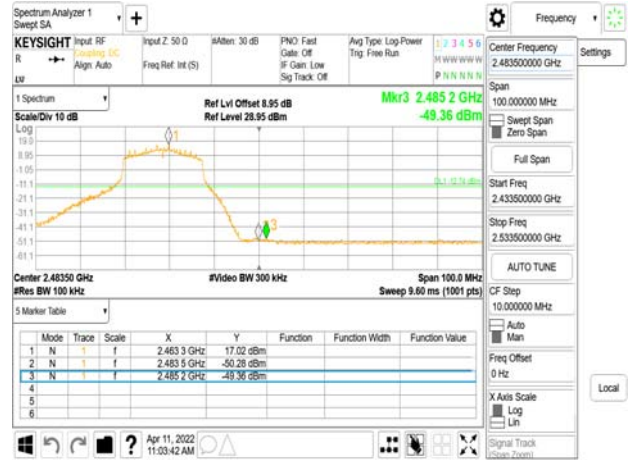 Spectrum Analyzer 1
Swept SA
Frequency
KEYSIGHT
R
Input: RF
Coupling: DC
Align: Auto
Input Z: 50 Ω
Freq Ref: Int (S)
#Atten: 30 dB
PNO: Fast
Gate: Off
IF Gain: Low
Sig Track: Off
Avg Type: Log-Power
Trig: Free Run
1 2 3 4 5 6
M W W W W W
P N N N N N
Center Frequency
2.483500000 GHz
Settings
Span
100.000000 MHz
Swept Span
Zero Span
Full Span
Start Freq
2.433500000 GHz
Stop Freq
2.533500000 GHz
AUTO TUNE
CF Step
10.000000 MHz
Auto
Man
Freq Offset
0 Hz
X Axis Scale
Log
Lin
Signal Track
(Span Zoom)
Local
1 Spectrum
Scale/Div 10 dB
Ref Lvl Offset 8.95 dB
Ref Level 28.95 dBm
Mkr3 2.485 2 GHz
-49.36 dBm
Log
19.0
8.95
-1.05
-11.1
-21.1
-31.1
-41.1
-51.1
-61.1
1
3
Center 2.48350 GHz
#Video BW 300 kHz
Span 100.0 MHz
#Res BW 100 kHz
Sweep 9.60 ms (1001 pts)
5 Marker Table
Mode Trace Scale X Y Function Function Width Function Value
1 N 1 f 2.463 3 GHz 17.02 dBm
2 N 1 f 2.483 5 GHz -50.28 dBm
3 N 1 f 2.485 2 GHz -49.36 dBm
4
5
6
?
Apr 11, 2022
11:03:42 AM